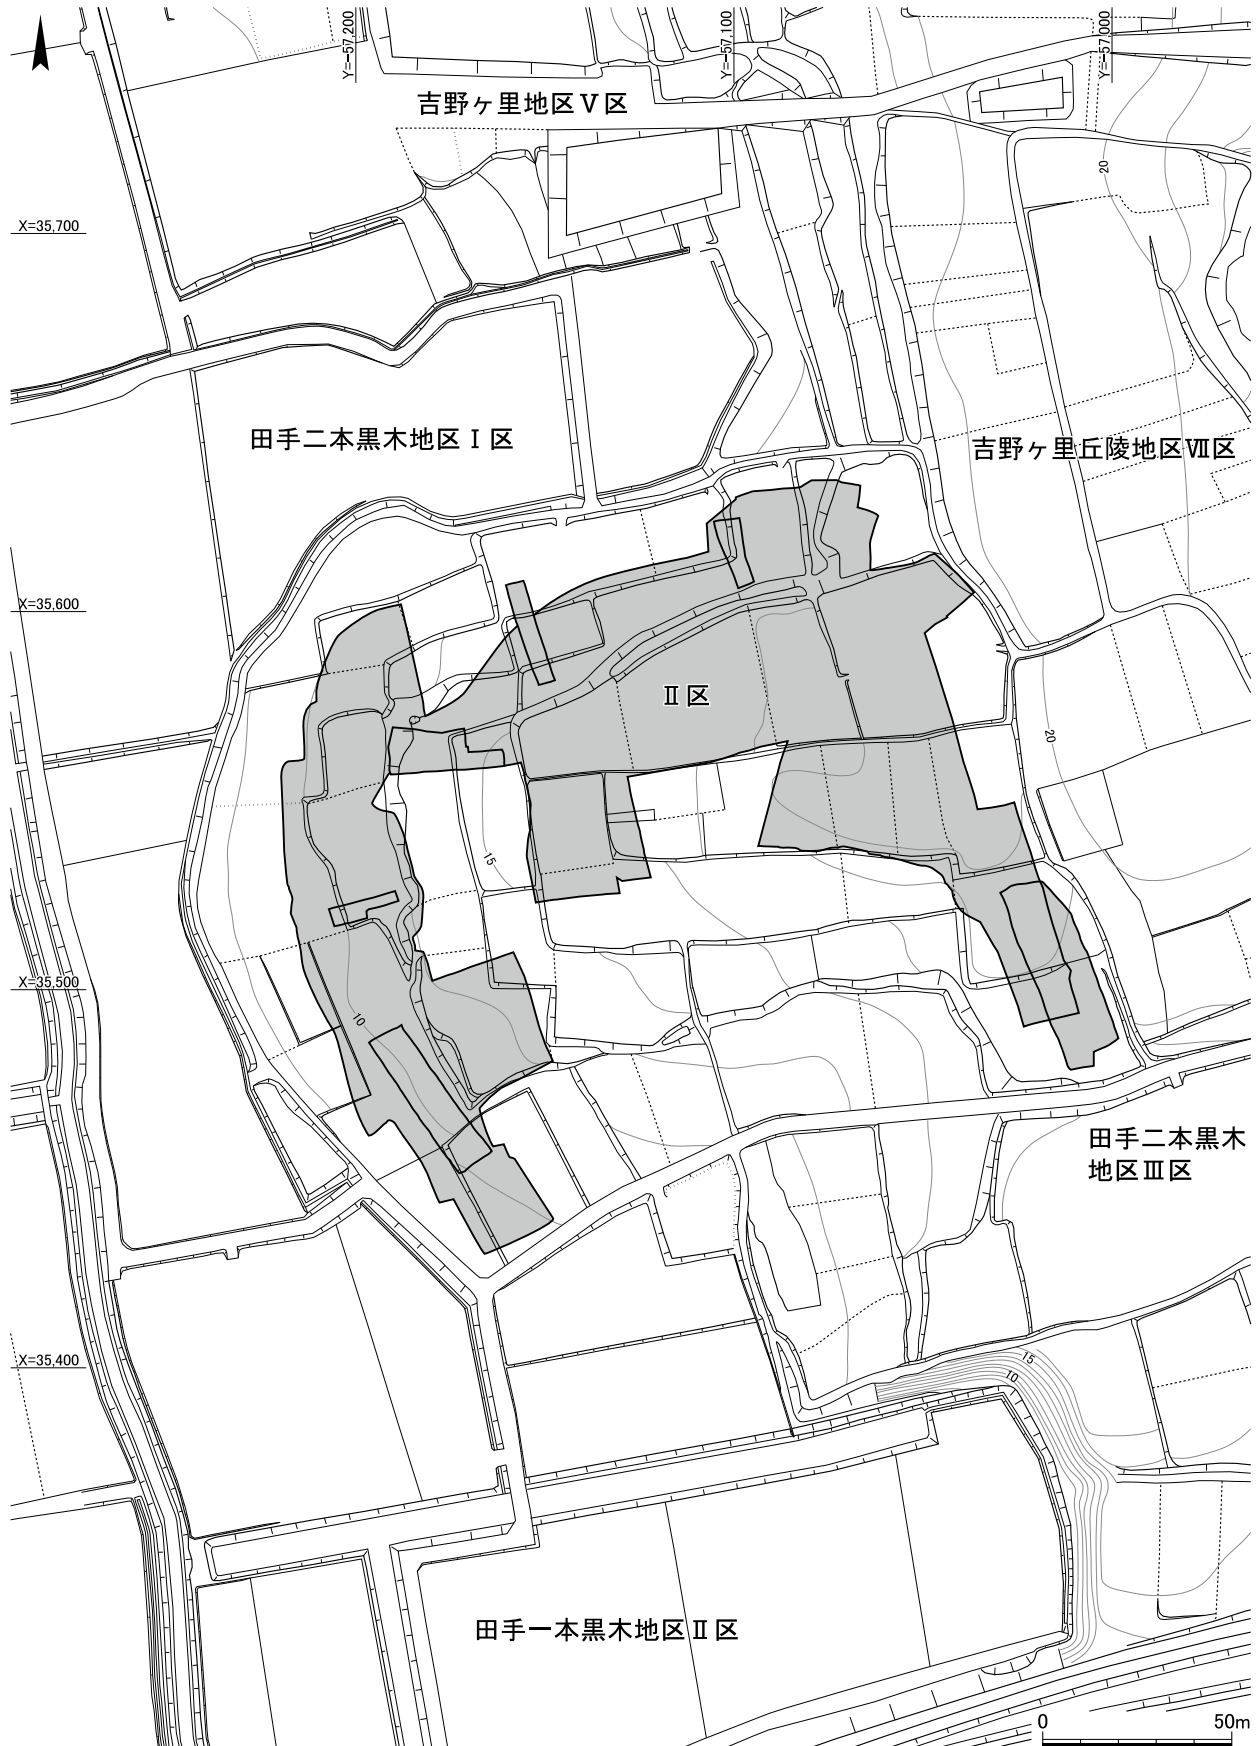 Y=-57,200
Y=-57,100
Y=-57,000
吉野ヶ里地区Ⅴ区
20
X=35,700
田手二本黒木地区Ⅰ区
吉野ヶ里丘陵地区Ⅶ区
X=35,600
Ⅱ区
20
15
X=35,500
10
田手二本黒木
地区Ⅲ区
X=35,400
15
10
田手一本黒木地区Ⅱ区
0
50m